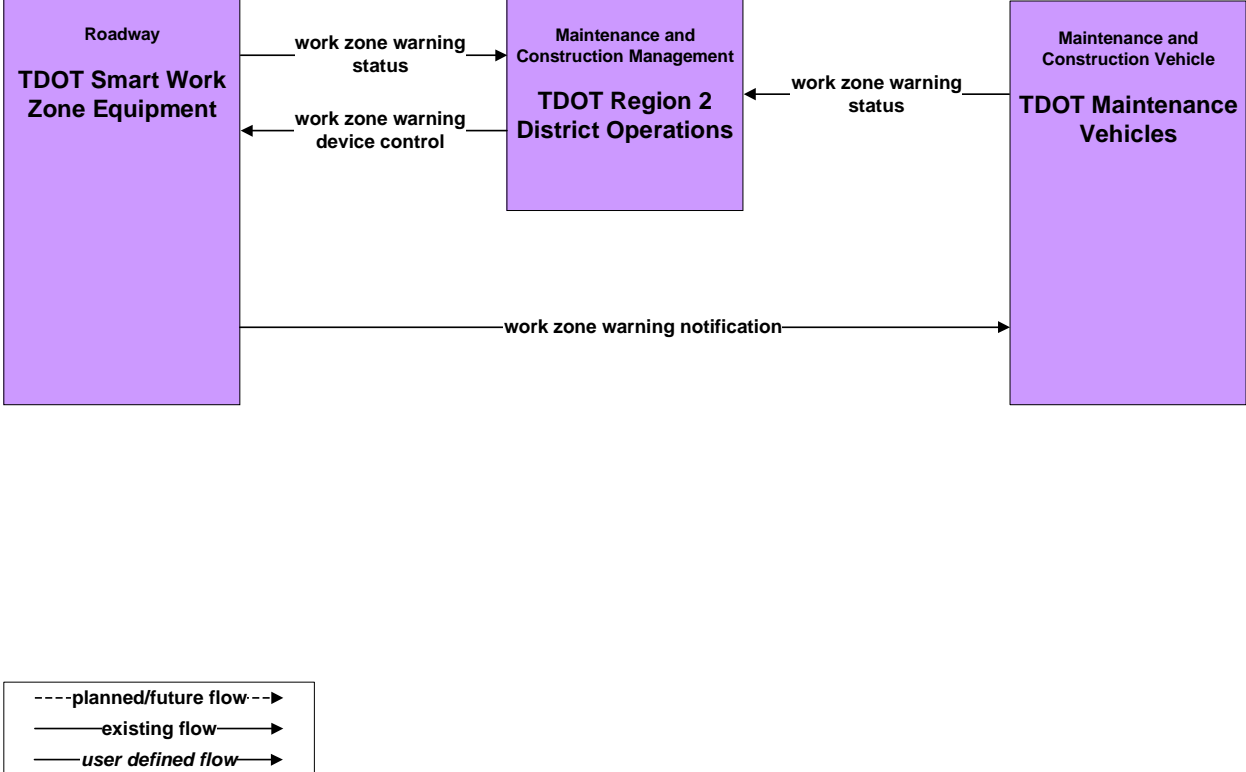 Roadway
TDOT Smart Work
Zone Equipment
work zone warning
status
work zone warning
device control
Maintenance and
Construction Management
TDOT Region 2
District Operations
work zone warning
status
Maintenance and
Construction Vehicle
TDOT Maintenance
Vehicles
work zone warning notification
planned/future flow
existing flow
user defined flow